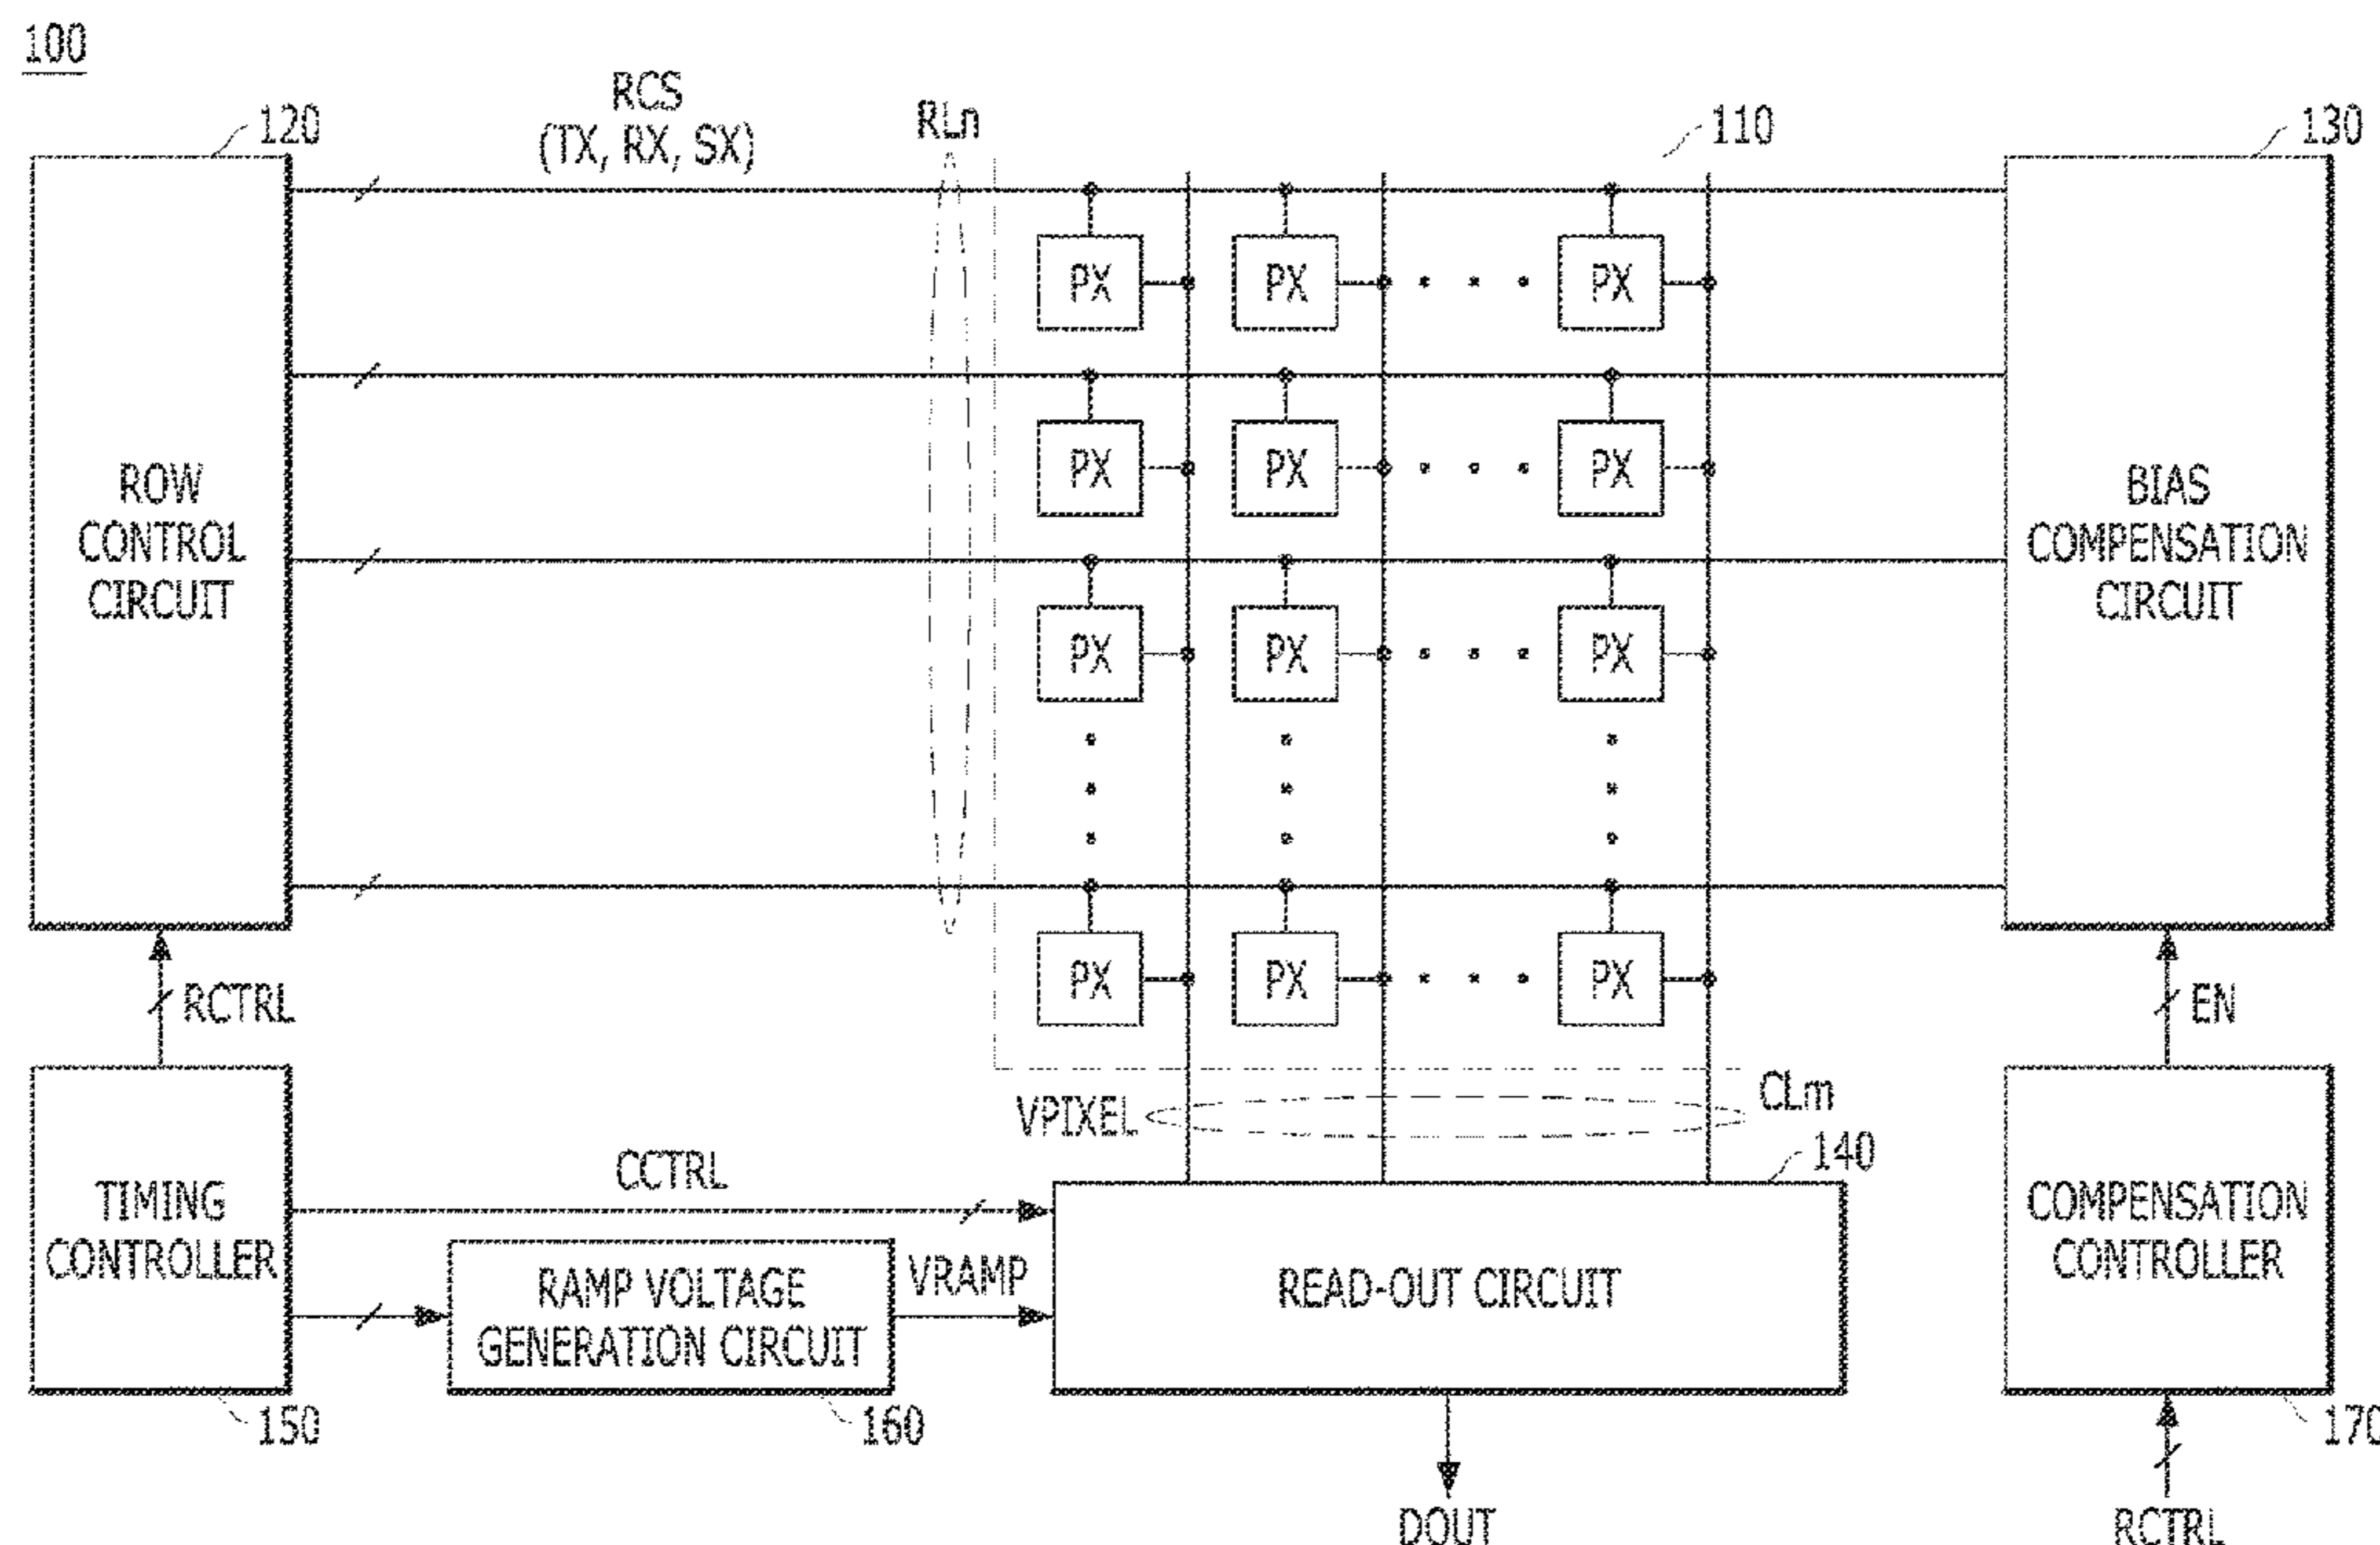 100
120
RCS
(TX, RX, SX)
RLn
110
130
PX PX PX
PX PX PX
ROW
CONTROL
CIRCUIT
BIAS
COMPENSATION
CIRCUIT
PX PX PX
PX PX PX
RCTRL
EN
VPIXEL
CLm
140
CCTRL
TIMING
CONTROLLER
RAMP VOLTAGE
GENERATION CIRCUIT
VRAMP
READ-OUT CIRCUIT
COMPENSATION
CONTROLLER
150
160
170
DOUT
RCTRL